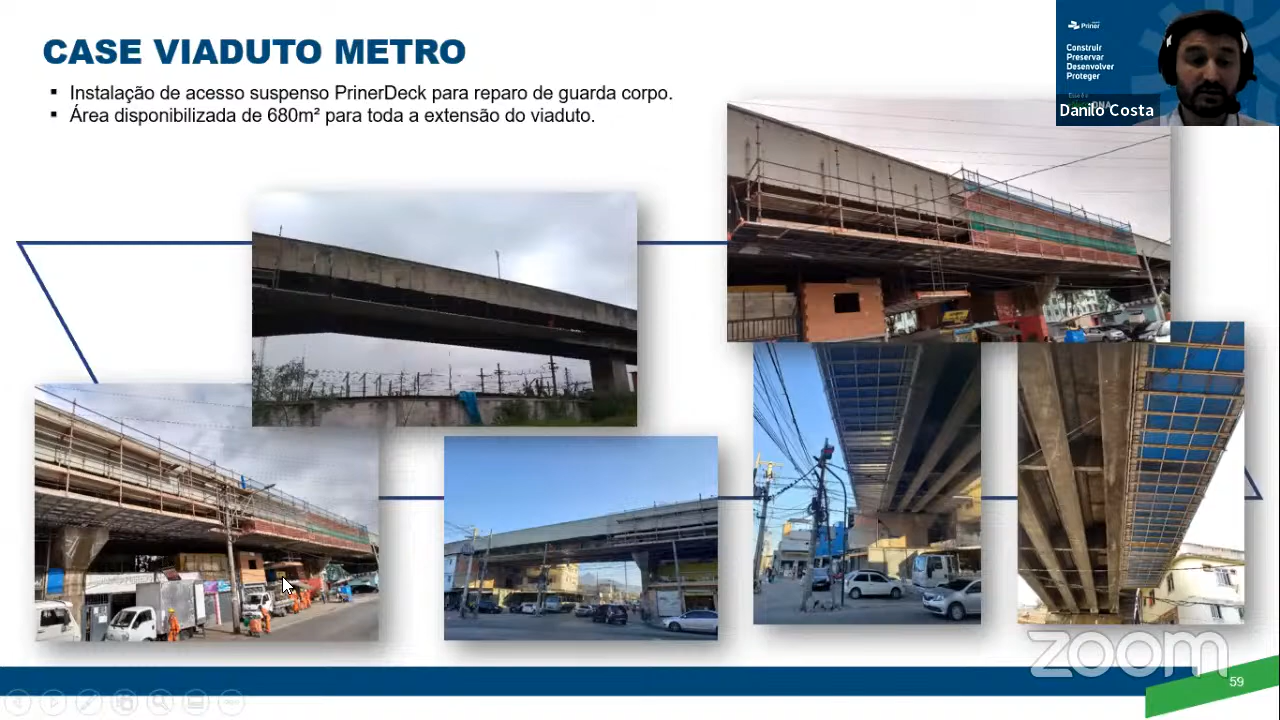 CASE VIADUTO METRO
▪ Instalação de acesso suspenso PrinerDeck para reparo de guarda corpo.
▪ Área disponibilizada de 680m² para toda a extensão do viaduto.
Priner
Construir
Preservar
Desenvolver
Proteger
Danilo Costa
zoom
59